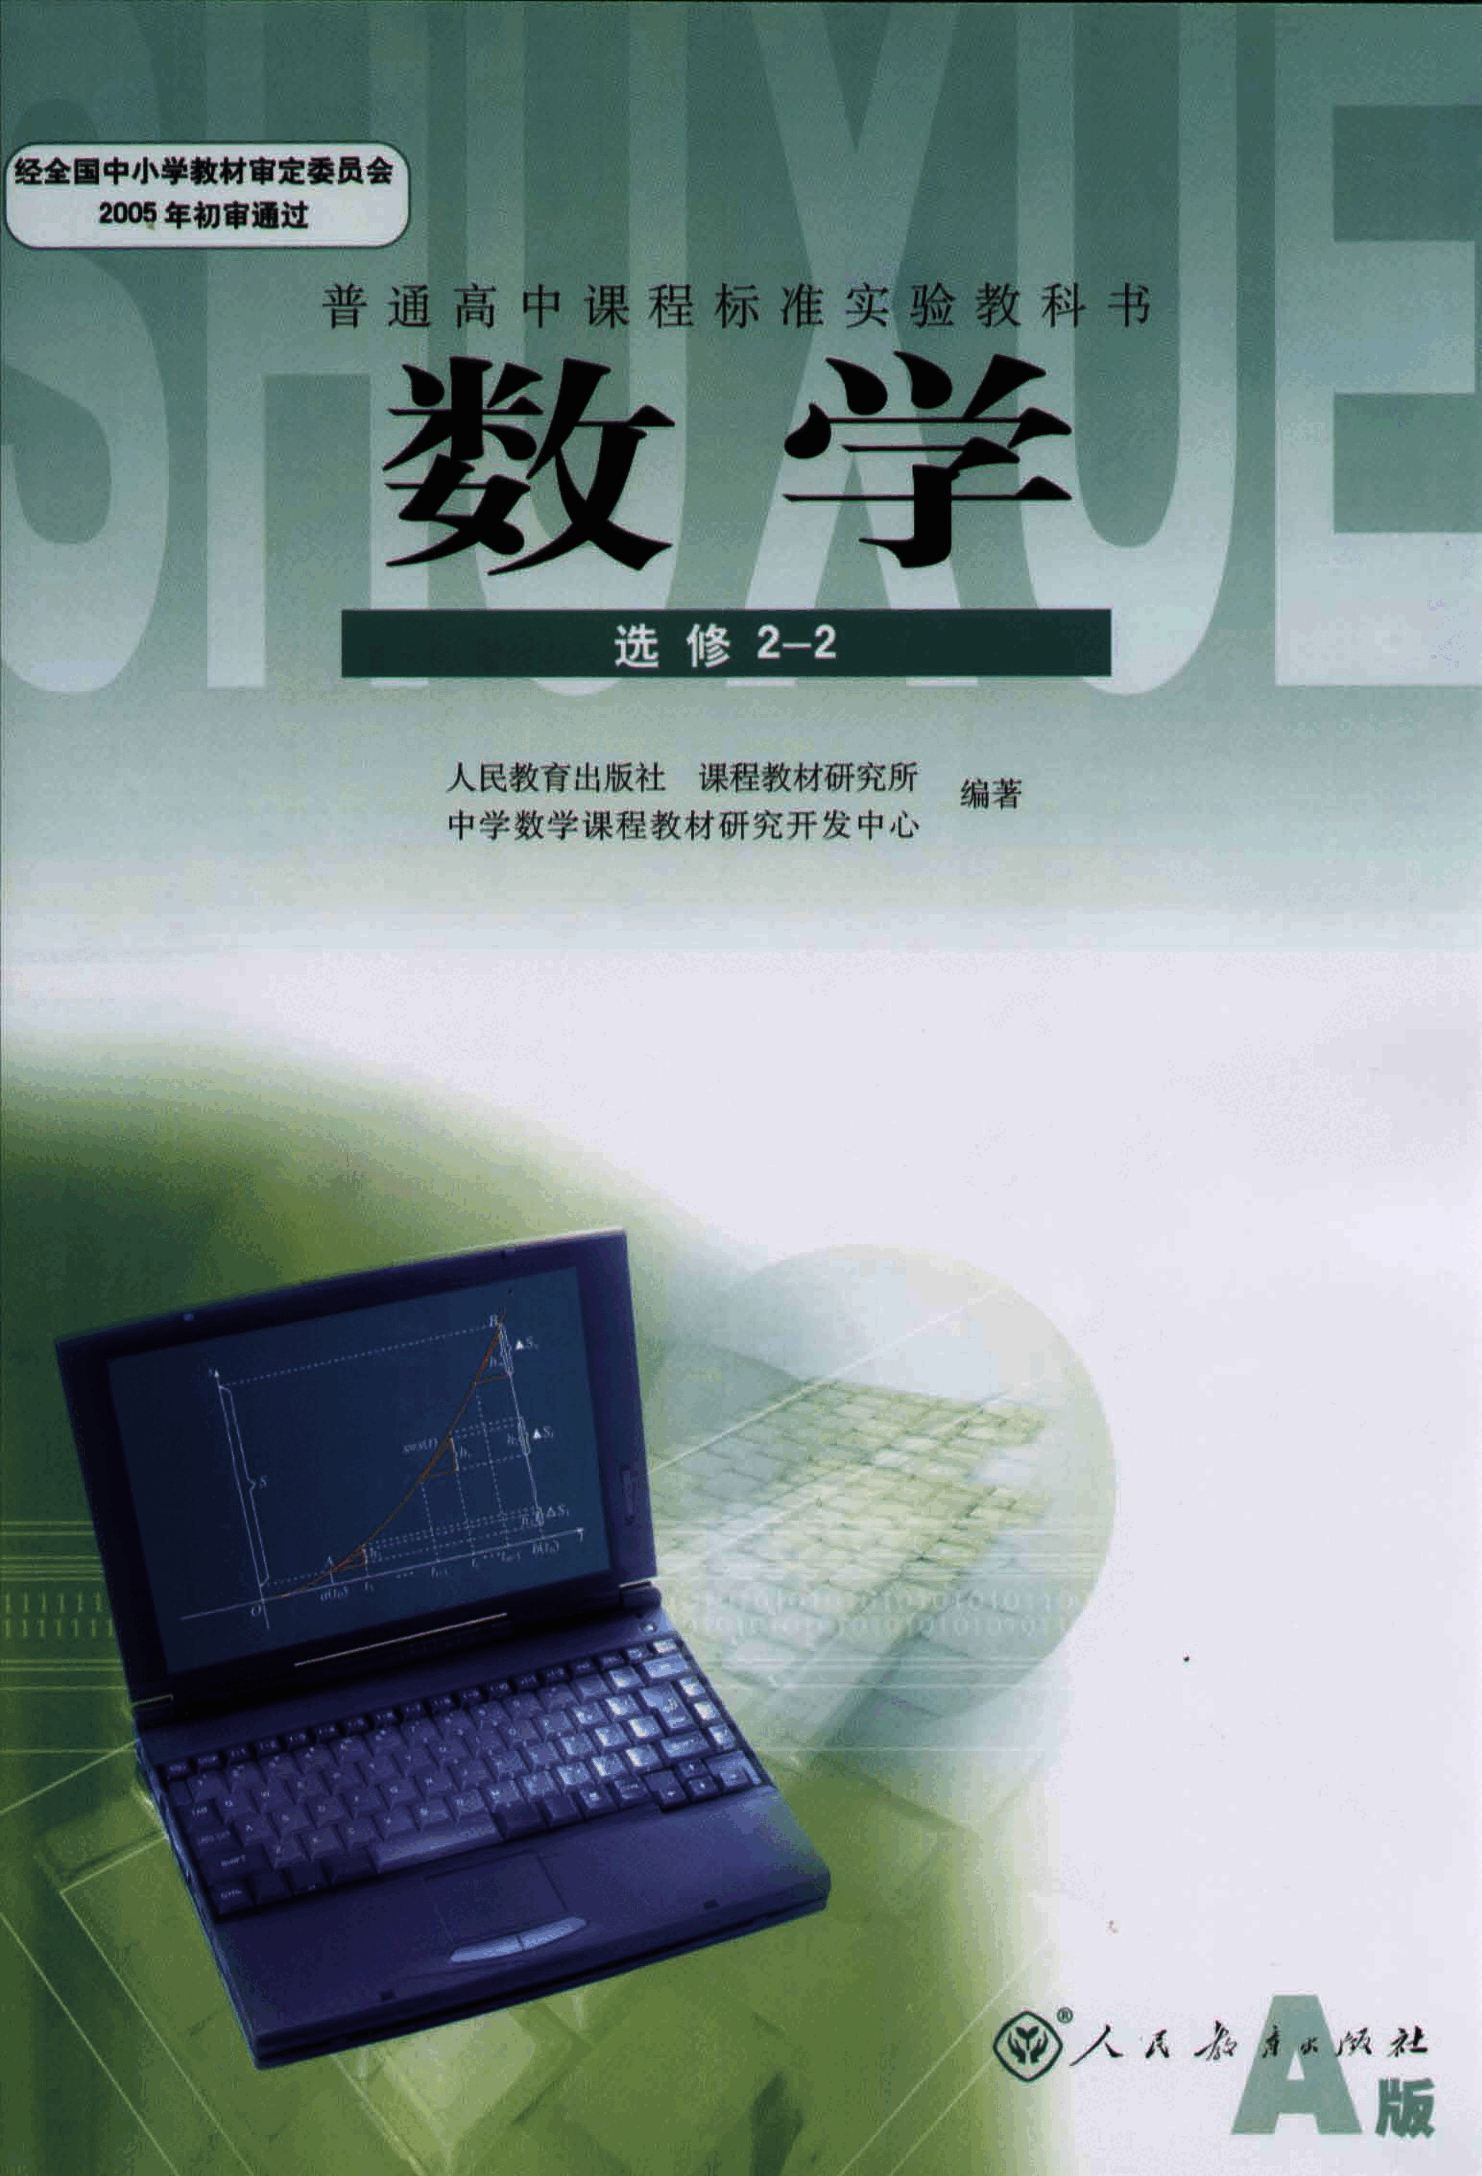 SHUXUE
经全国中小学教材审定委员会
2005年初审通过
普通高中课程标准实验教科书
数学
选修 2-2
人民教育出版社 课程教材研究所
中学数学课程教材研究开发中心
编著
B
△S
s=s(t)
△S
S
△S₁
A
O
®
人民教育出版社
A
版